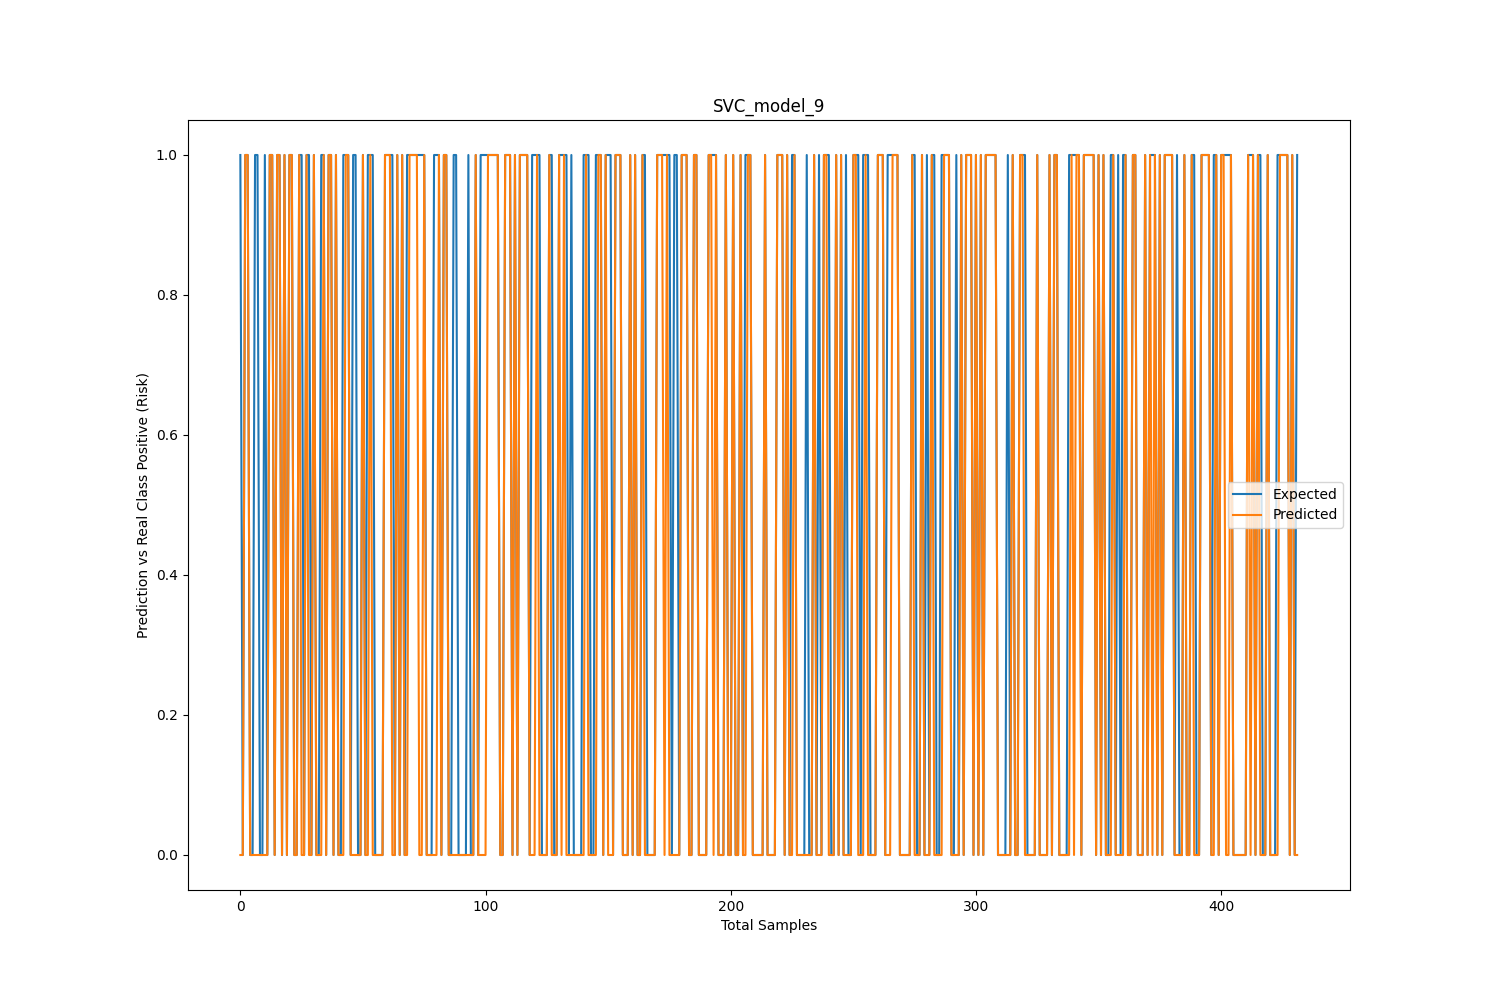 SVC_model_9
Prediction vs Real Class Positive (Risk)
1.0
0.8
0.6
0.4
0.2
0.0
Expected
Predicted
0 100 200 300 400
Total Samples